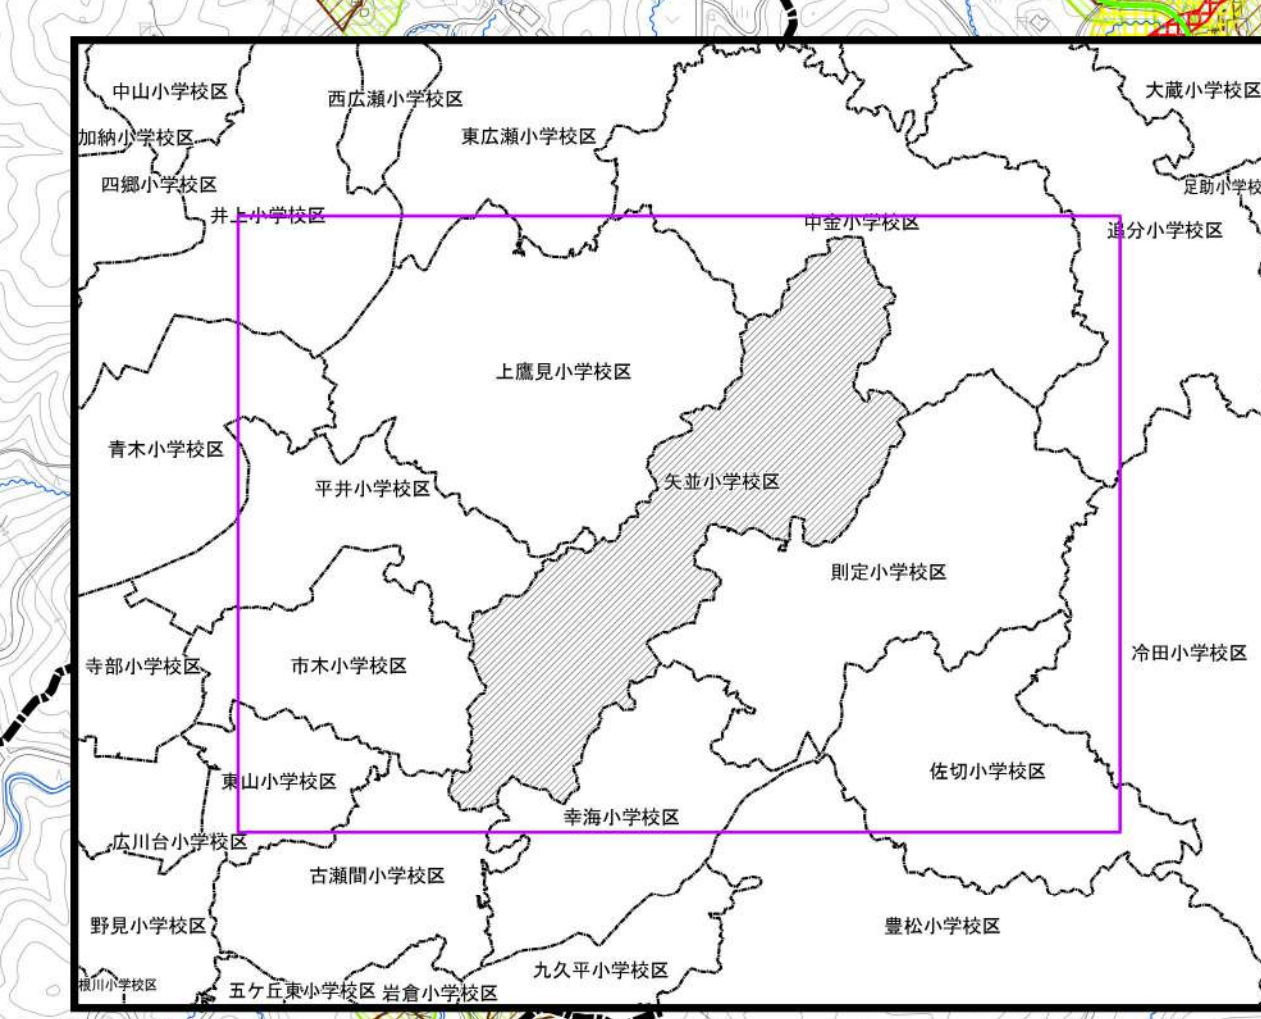 中山小学校区
西広瀬小学校区
大蔵小学校区
加納小学校区
東広瀬小学校区
四郷小学校区
足助小学校
井上小学校区
中金小学校区
追分小学校区
上鷹見小学校区
青木小学校区
平井小学校区
矢並小学校区
則定小学校区
寺部小学校区
市木小学校区
冷田小学校区
東山小学校区
佐切小学校区
幸海小学校区
広川台小学校区
古瀬間小学校区
野見小学校区
豊松小学校区
九久平小学校区
根川小学校区
五ケ丘東小学校区
岩倉小学校区